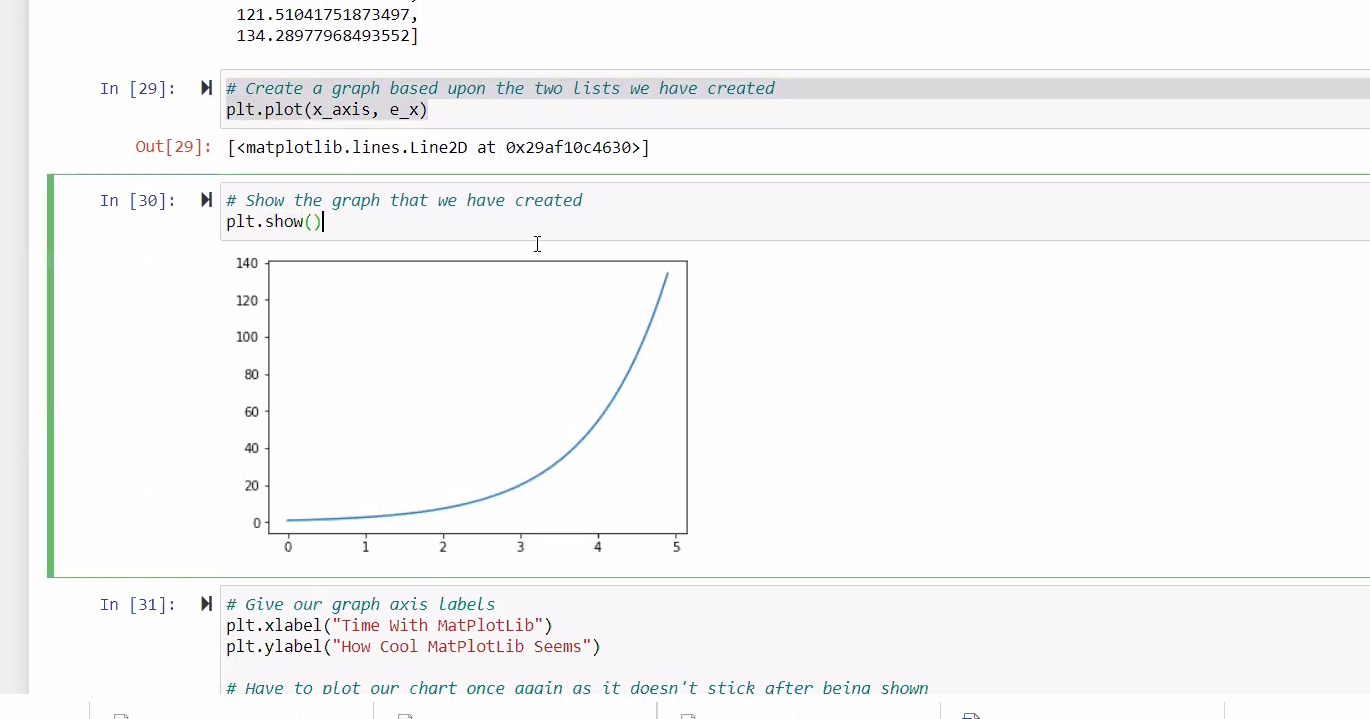 121.51041751873497,
134.28977968493552]
In [29]: # Create a graph based upon the two lists we have created
plt.plot(x_axis, e_x)
Out[29]: [<matplotlib.lines.Line2D at 0x29af10c4630>]
In [30]: # Show the graph that we have created
plt.show()
140
120
100
80
60
40
20
0
0 1 2 3 4 5
In [31]: # Give our graph axis labels
plt.xlabel("Time With MatPlotLib")
plt.ylabel("How Cool MatPlotLib Seems")
# Have to plot our chart once again as it doesn't stick after being shown